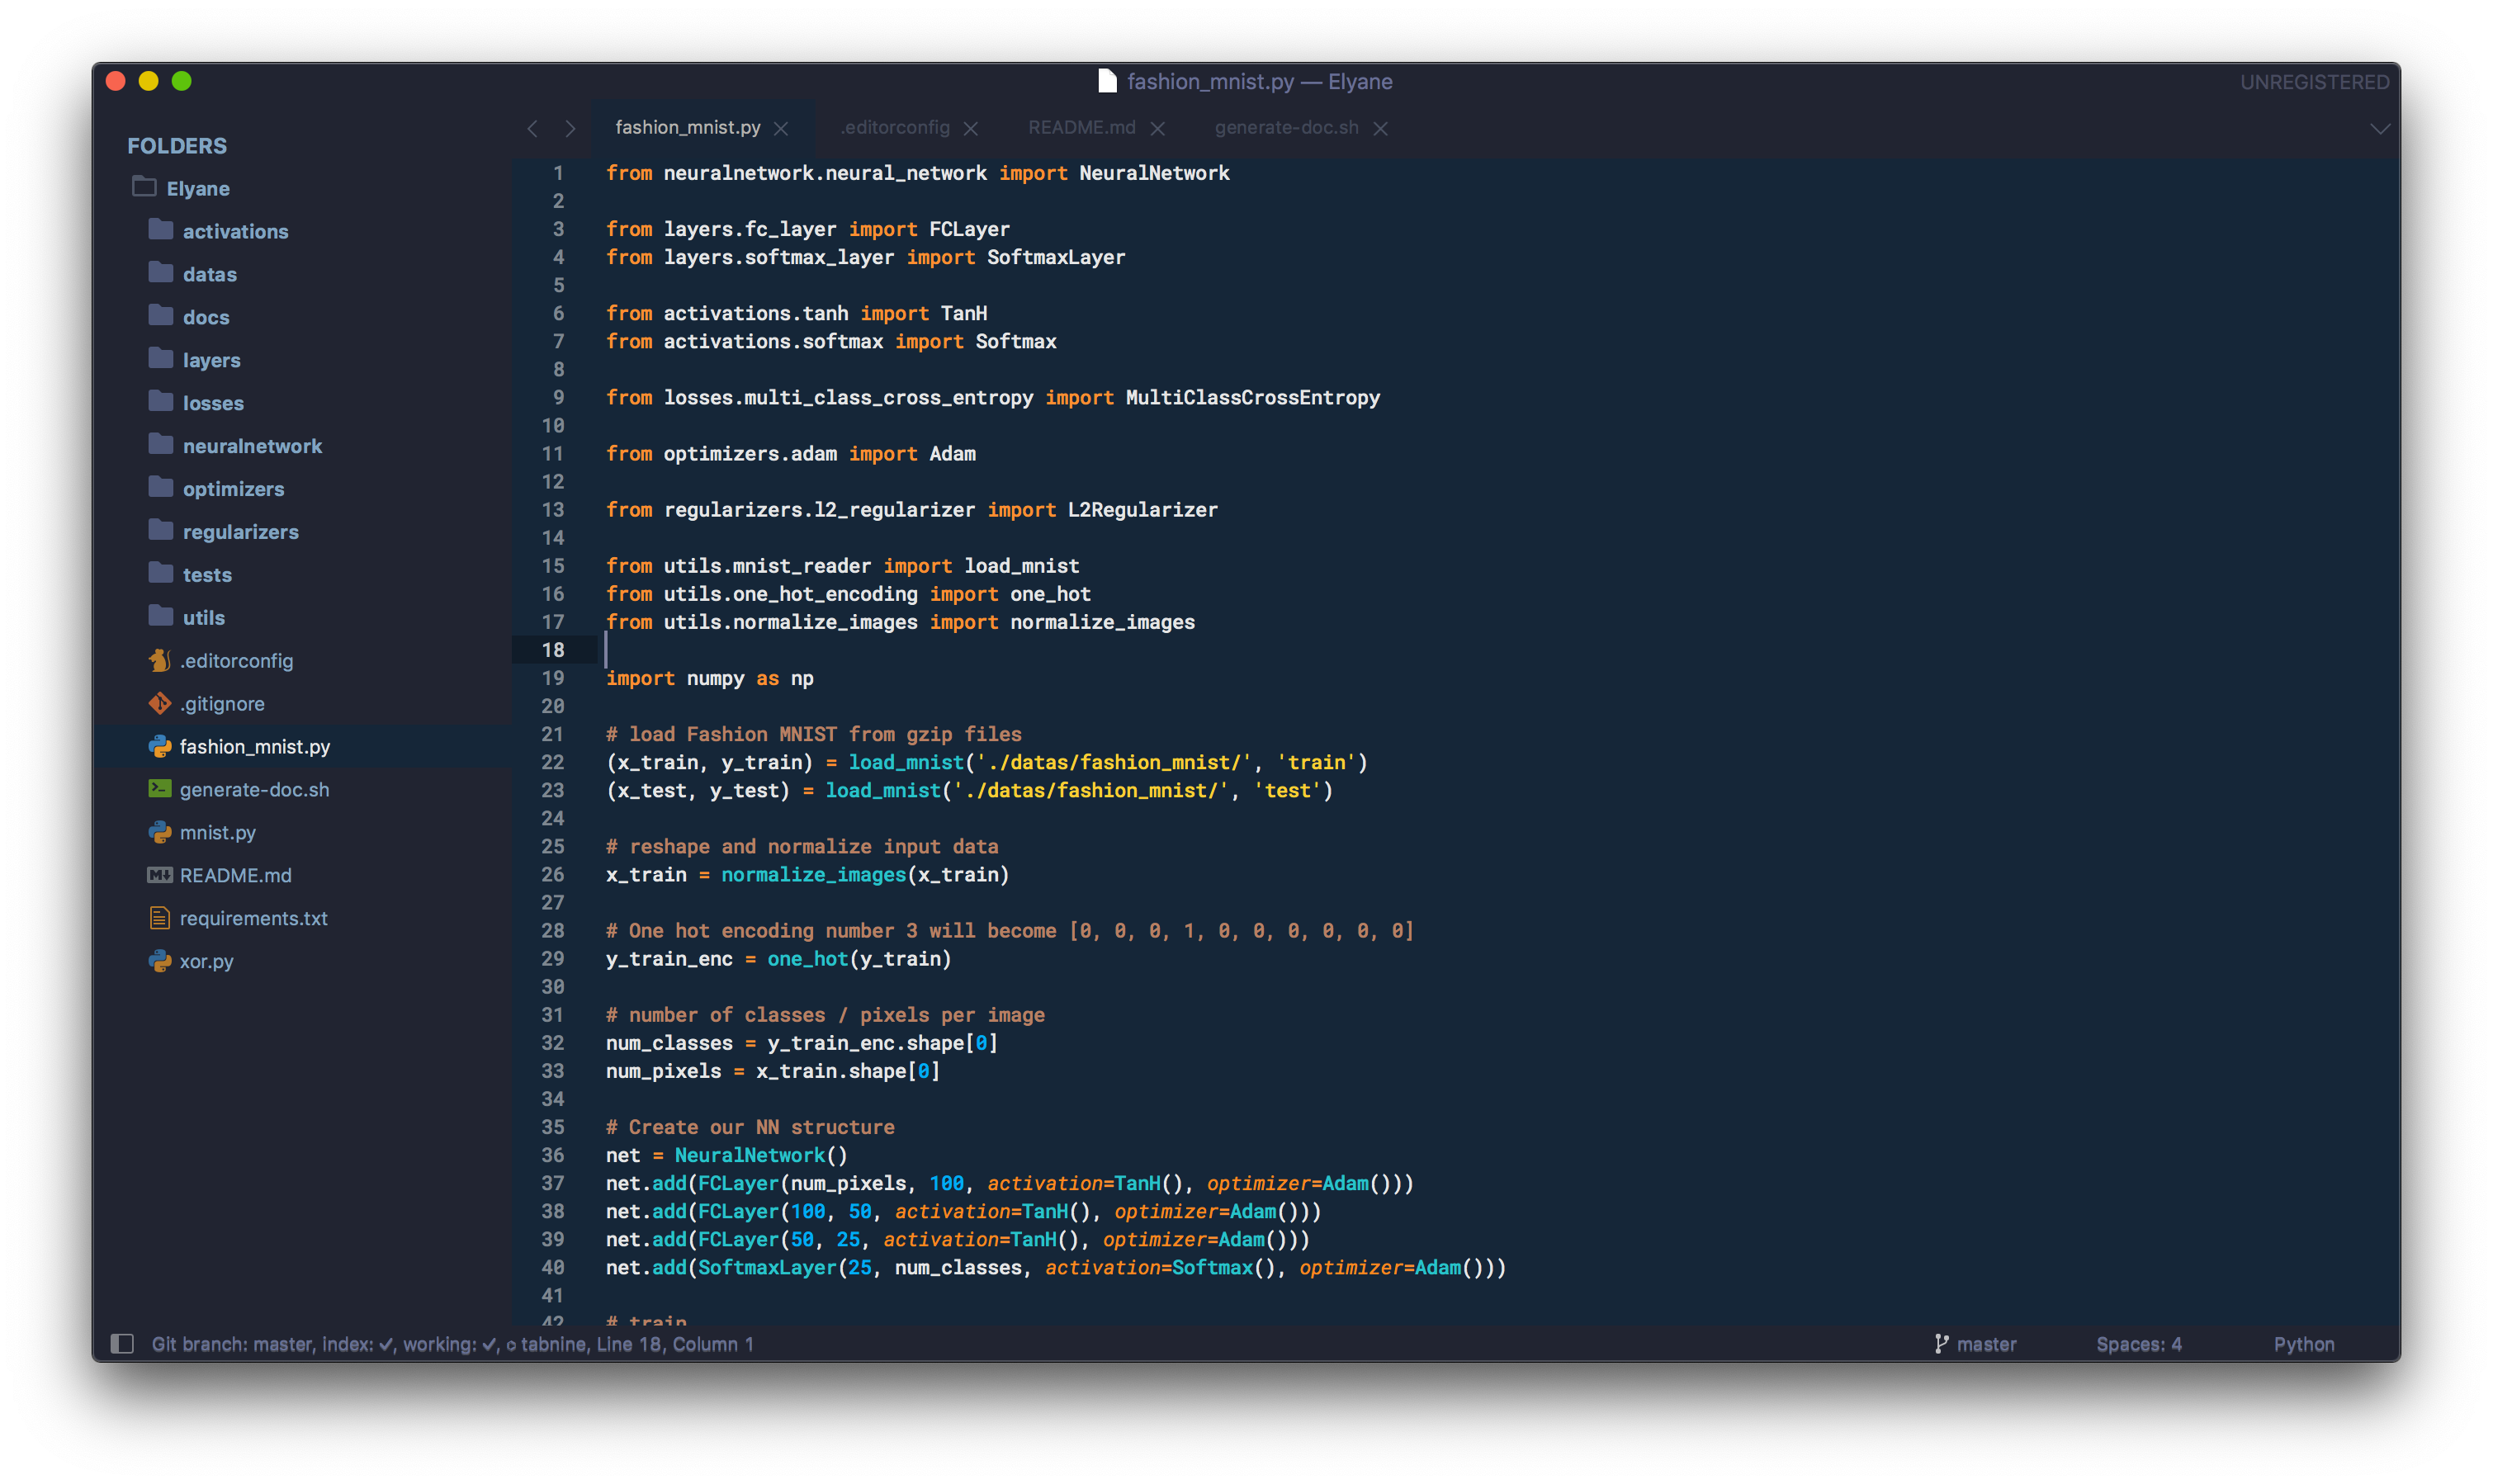 fashion_mnist.py — Elyane
UNREGISTERED
FOLDERS
Elyane
activations
datas
docs
layers
losses
neuralnetwork
optimizers
regularizers
tests
utils
.editorconfig
.gitignore
fashion_mnist.py
generate-doc.sh
mnist.py
README.md
requirements.txt
xor.py
fashion_mnist.py .editorconfig README.md generate-doc.sh
1 from neuralnetwork.neural_network import NeuralNetwork
2
3 from layers.fc_layer import FCLayer
4 from layers.softmax_layer import SoftmaxLayer
5
6 from activations.tanh import TanH
7 from activations.softmax import Softmax
8
9 from losses.multi_class_cross_entropy import MultiClassCrossEntropy
10
11 from optimizers.adam import Adam
12
13 from regularizers.l2_regularizer import L2Regularizer
14
15 from utils.mnist_reader import load_mnist
16 from utils.one_hot_encoding import one_hot
17 from utils.normalize_images import normalize_images
18
19 import numpy as np
20
21 # load Fashion MNIST from gzip files
22 (x_train, y_train) = load_mnist('./datas/fashion_mnist/', 'train')
23 (x_test, y_test) = load_mnist('./datas/fashion_mnist/', 'test')
24
25 # reshape and normalize input data
26 x_train = normalize_images(x_train)
27
28 # One hot encoding number 3 will become [0, 0, 0, 1, 0, 0, 0, 0, 0, 0]
29 y_train_enc = one_hot(y_train)
30
31 # number of classes / pixels per image
32 num_classes = y_train_enc.shape[0]
33 num_pixels = x_train.shape[0]
34
35 # Create our NN structure
36 net = NeuralNetwork()
37 net.add(FCLayer(num_pixels, 100, activation=TanH(), optimizer=Adam()))
38 net.add(FCLayer(100, 50, activation=TanH(), optimizer=Adam()))
39 net.add(FCLayer(50, 25, activation=TanH(), optimizer=Adam()))
40 net.add(SoftmaxLayer(25, num_classes, activation=Softmax(), optimizer=Adam()))
41
42 # train
Git branch: master, index: ✓, working: ✓, ⌬ tabnine, Line 18, Column 1
master
Spaces: 4
Python